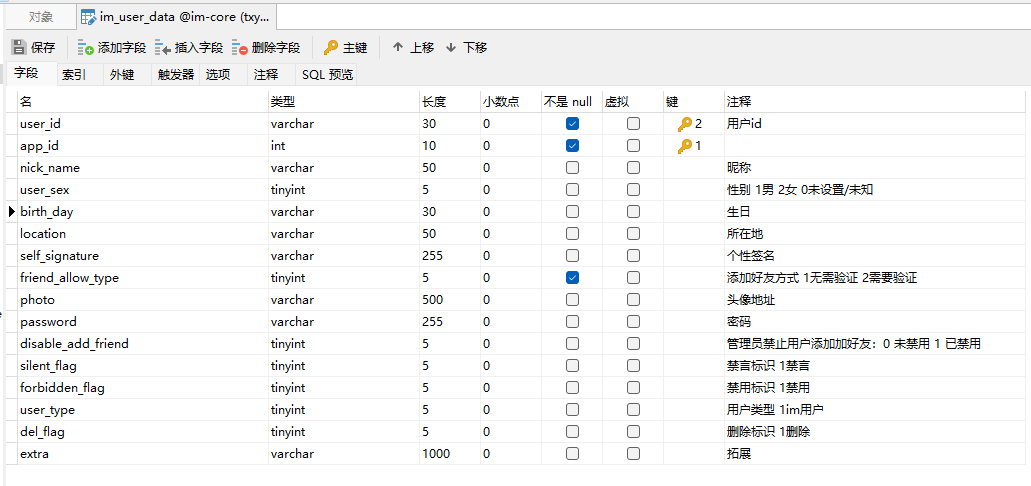 对象 im_user_data @im-core (txy...
保存 添加字段 插入字段 删除字段 主键 上移 下移
字段 索引 外键 触发器 选项 注释 SQL 预览
名 类型 长度 小数点 不是 null 虚拟 键 注释
user_id varchar 30 0 2 用户id
app_id int 10 0 1
nick_name varchar 50 0 昵称
user_sex tinyint 5 0 性别 1男 2女 0未设置/未知
birth_day varchar 30 0 生日
location varchar 50 0 所在地
self_signature varchar 255 0 个性签名
friend_allow_type tinyint 5 0 添加好友方式 1无需验证 2需要验证
photo varchar 500 0 头像地址
password varchar 255 0 密码
disable_add_friend tinyint 5 0 管理员禁止用户添加加好友：0 未禁用 1 已禁用
silent_flag tinyint 5 0 禁言标识 1禁言
forbidden_flag tinyint 5 0 禁用标识 1禁用
user_type tinyint 5 0 用户类型 1im用户
del_flag tinyint 5 0 删除标识 1删除
extra varchar 1000 0 拓展